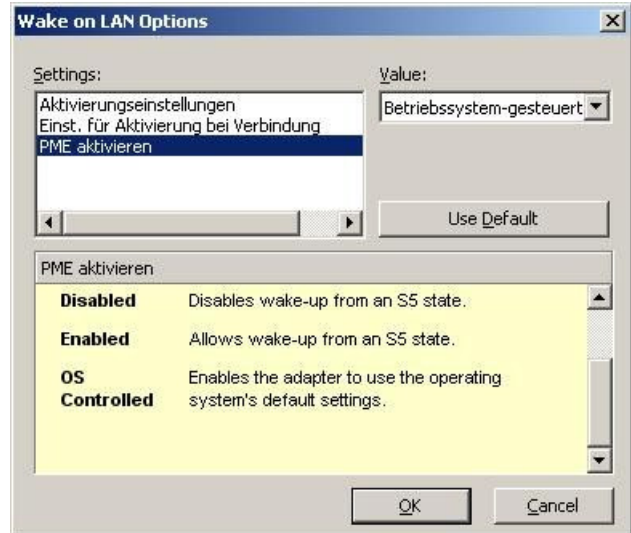 Wake on LAN Options
Settings:
Value:
Aktivierungseinstellungen
Einst. für Aktivierung bei Verbindung
PME aktivieren
Betriebssystem-gesteuert
Use Default
PME aktivieren
Disabled Disables wake-up from an S5 state.
Enabled Allows wake-up from an S5 state.
OS Enables the adapter to use the operating
Controlled system's default settings.
OK Cancel